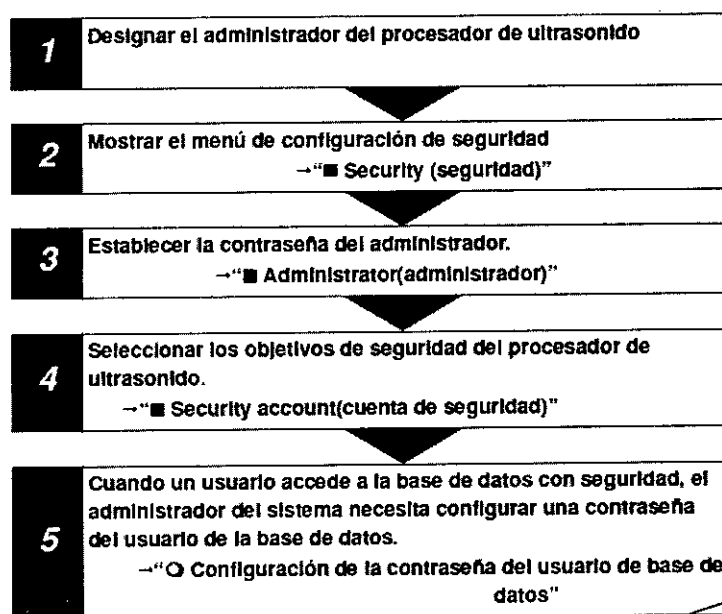 1
Designar el administrador del procesador de ultrasonido
2
Mostrar el menú de configuración de seguridad
→“■ Security (seguridad)”
3
Establecer la contraseña del administrador.
→“■ Administrator(administrador)”
4
Seleccionar los objetivos de seguridad del procesador de
ultrasonido.
→“■ Security account(cuenta de seguridad)”
5
Cuando un usuario accede a la base de datos con seguridad, el
administrador del sistema necesita configurar una contraseña
del usuario de la base de datos.
→“❍ Configuración de la contraseña del usuario de base de
datos”